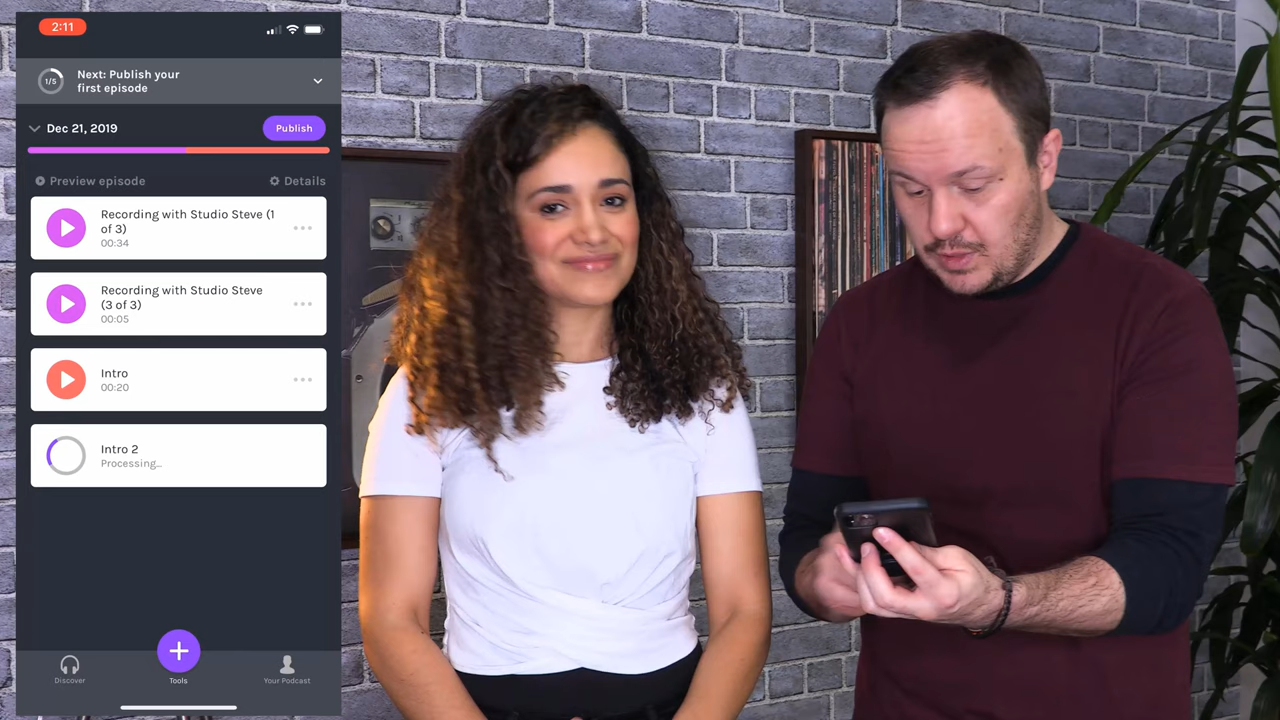 2:11
1/5
Next: Publish your
first episode
Dec 21, 2019
Publish
Preview episode
Details
Recording with Studio Steve (1
of 3)
00:34
Recording with Studio Steve
(3 of 3)
00:05
Intro
00:20
Intro 2
Processing...
Discover
Tools
Your Podcast